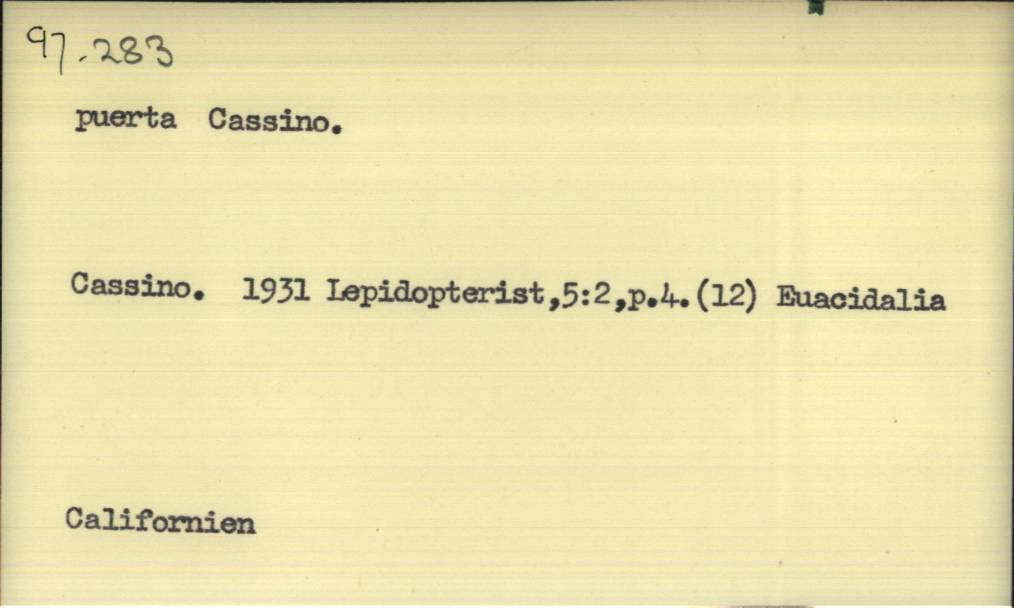 97-283
puerta Cassino.
Cassino. 1931 Lepidopterist,5:2,p.4.(12) Euacidalia
Californien